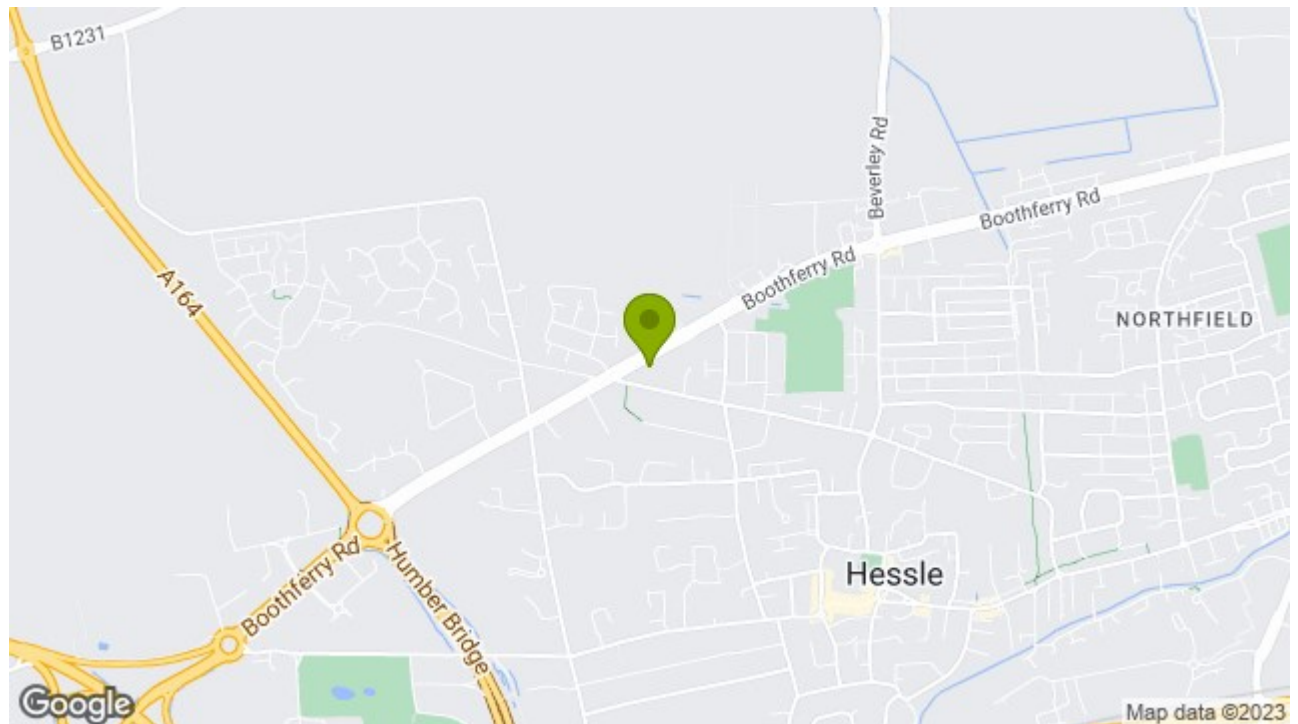 B1231
Beverley Rd
Boothferry Rd
Boothferry Rd
A164
NORTHFIELD
Boothferry Rd
Humber Bridge
Hessle
Google
Map data ©2023